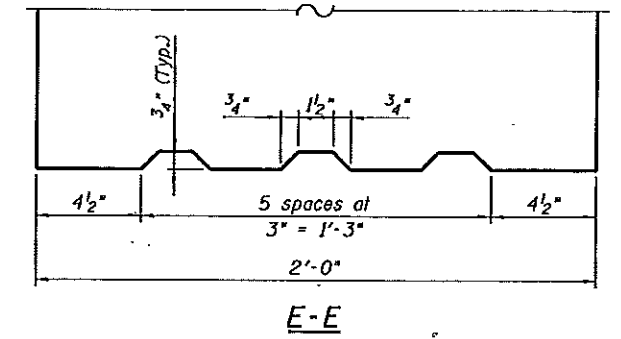 3/4" (Typ.)
3/4" 1 1/2" 3/4"
4 1/2" 5 spaces at 4 1/2"
3" = 1'-3"
2'-0"
E-E